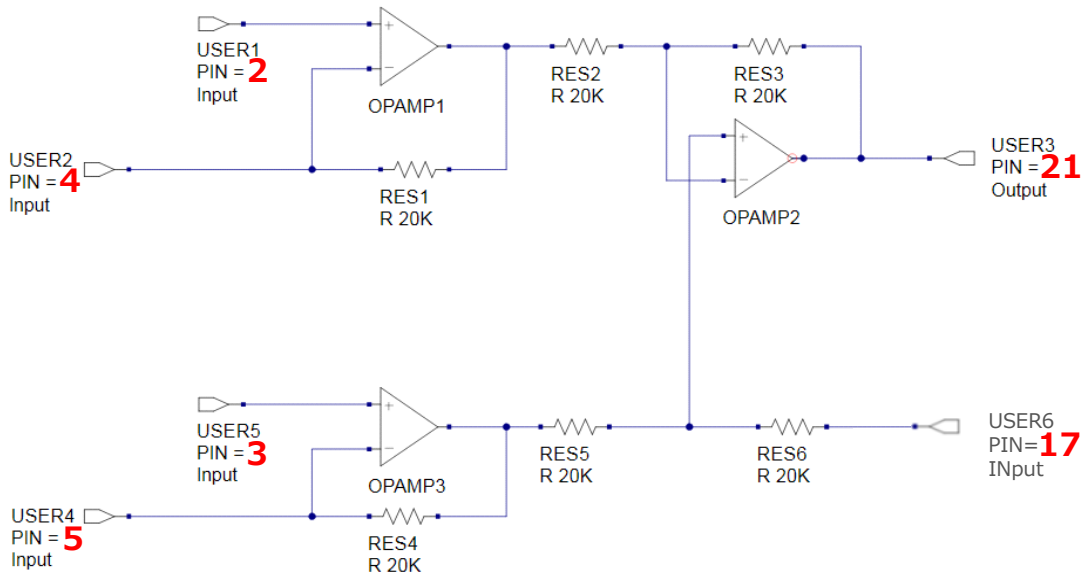 USER1
PIN = 2
Input
+
−
OPAMP1
RES2
R 20K
RES3
R 20K
USER2
PIN = 4
Input
RES1
R 20K
+
−
OPAMP2
USER3
PIN = 21
Output
USER5
PIN = 3
Input
+
−
OPAMP3
RES5
R 20K
RES6
R 20K
USER6
PIN=17
INput
USER4
PIN = 5
Input
RES4
R 20K